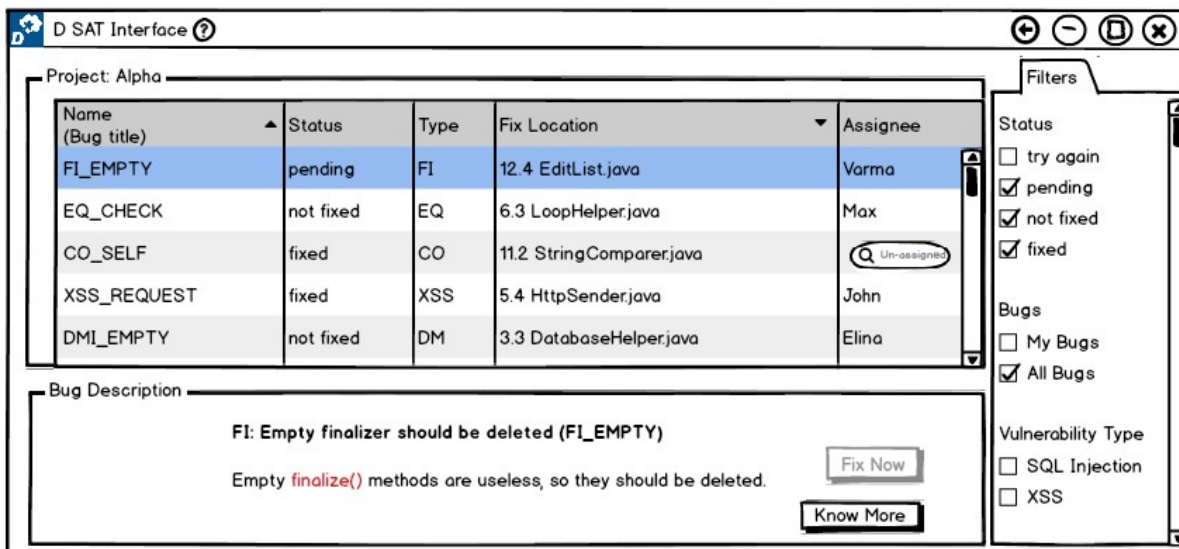 D
D SAT Interface ?
Project: Alpha
Name
(Bug title)
Status
Type
Fix Location
Assignee
FI_EMPTY pending FI 12.4 EditList.java Varma
EQ_CHECK not fixed EQ 6.3 LoopHelper.java Max
CO_SELF fixed CO 11.2 StringComparer.java Un-assigned
XSS_REQUEST fixed XSS 5.4 HttpSender.java John
DMI_EMPTY not fixed DM 3.3 DatabaseHelper.java Elina
Bug Description
FI: Empty finalizer should be deleted (FI_EMPTY)
Empty finalize() methods are useless, so they should be deleted.
Fix Now
Know More
Filters
Status
try again
pending
not fixed
fixed
Bugs
My Bugs
All Bugs
Vulnerability Type
SQL Injection
XSS